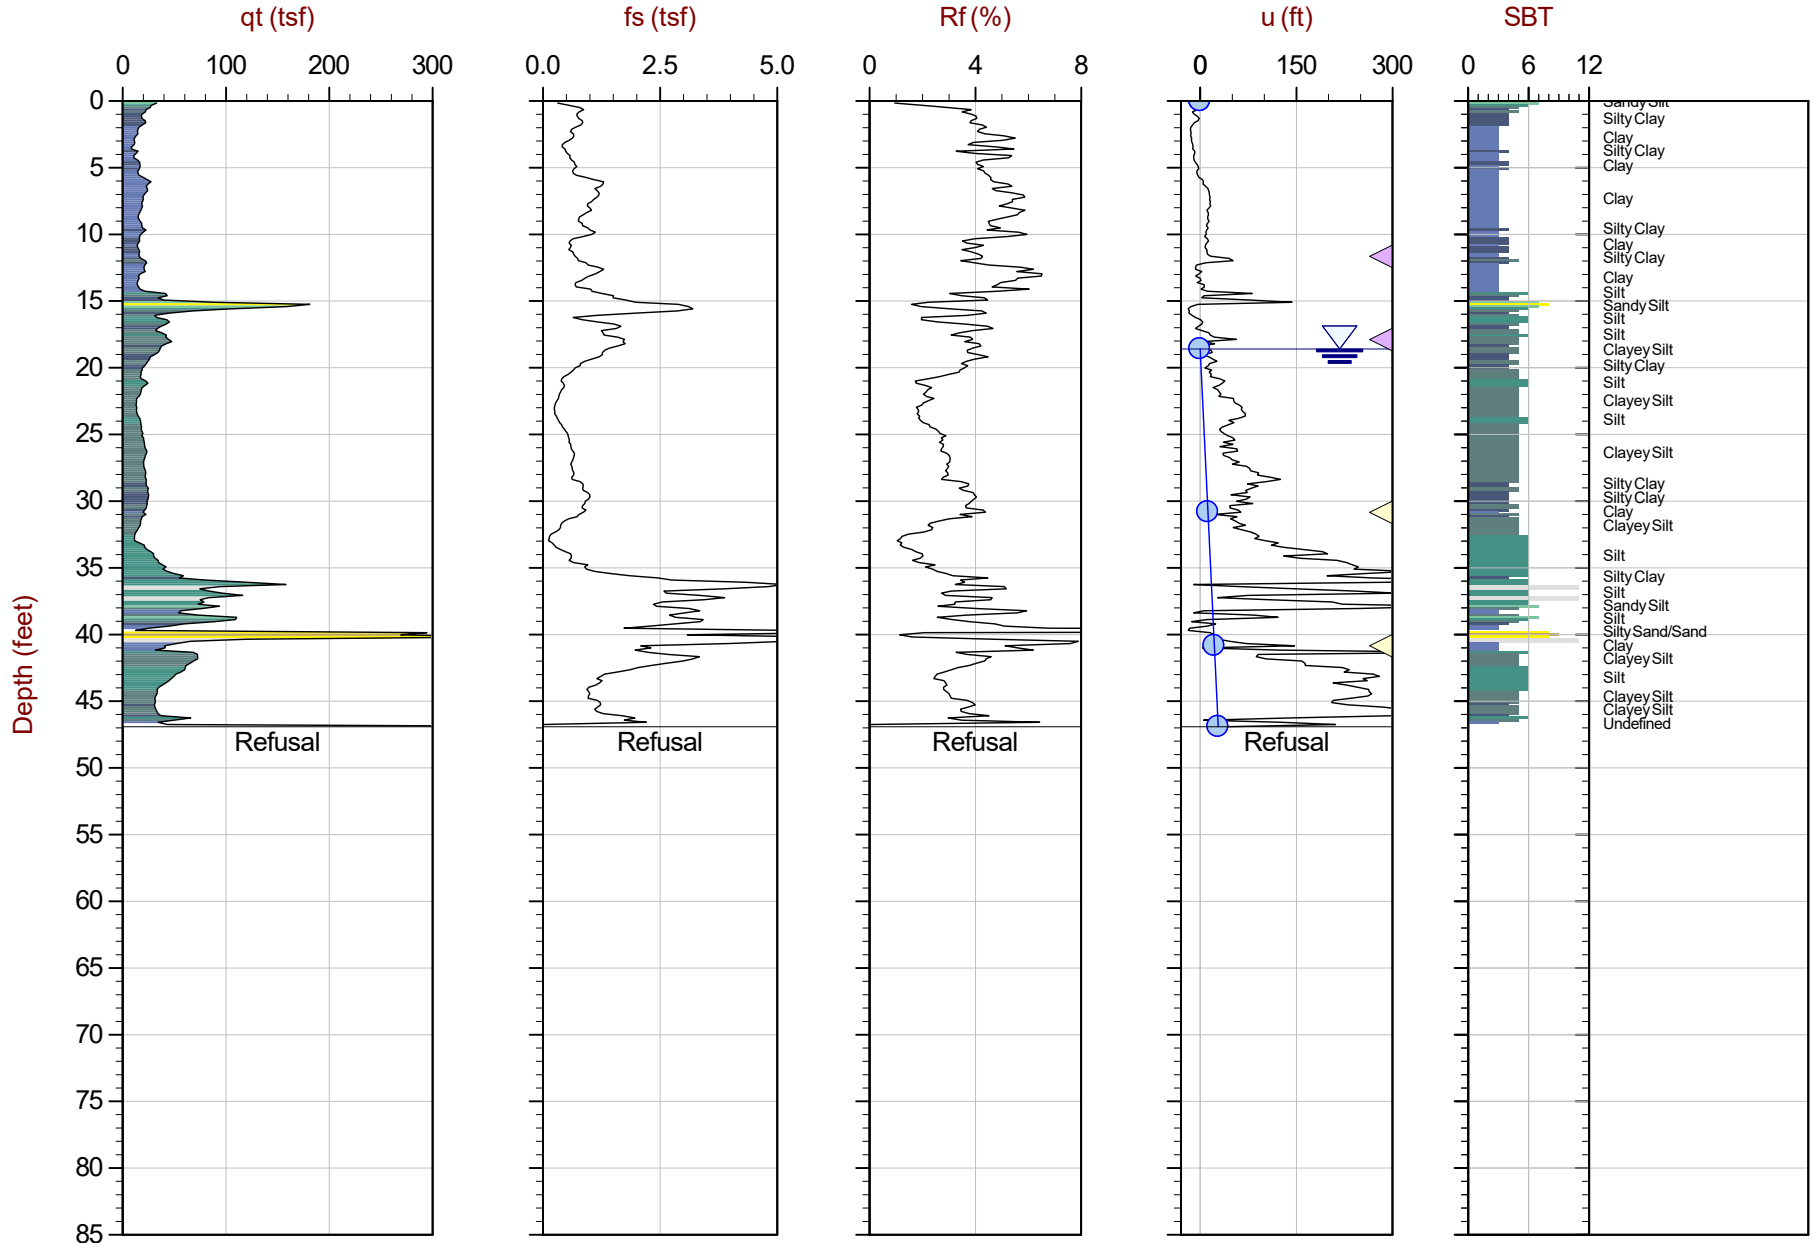 qt (tsf)
fs (tsf)
Rf (%)
u (ft)
SBT
0 100 200 300
0.0 2.5 5.0
0 4 8
0 150 300
0 6 12
Depth (feet)
0
5
10
15
20
25
30
35
40
45
50
55
60
65
70
75
80
85
Sandy Silt
Silty Clay
Clay
Silty Clay
Clay
Clay
Silty Clay
Clay
Silty Clay
Clay
Silt
Sandy Silt
Silt
Silt
Clayey Silt
Silty Clay
Silt
Clayey Silt
Silt
Clayey Silt
Silty Clay
Silty Clay
Clay
Clayey Silt
Silt
Silty Clay
Silt
Sandy Silt
Silt
Silty Sand/Sand
Clay
Clayey Silt
Silt
Clayey Silt
Clayey Silt
Undefined
Refusal
Refusal
Refusal
Refusal